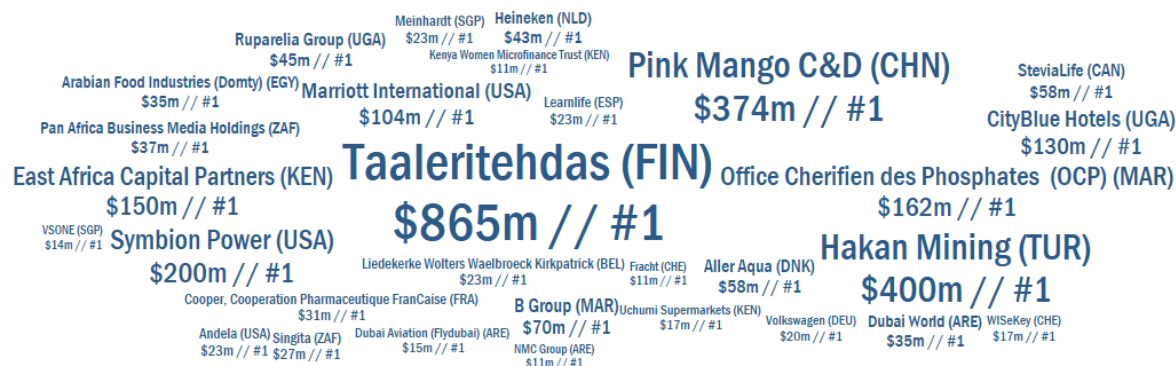 Meinhardt (SGP)
$23m // #1
Heineken (NLD)
$43m // #1
Ruparelia Group (UGA)
$45m // #1
Kenya Women Microfinance Trust (KEN)
$11m // #1
Pink Mango C&D (CHN)
$374m // #1
SteviaLife (CAN)
$58m // #1
Arabian Food Industries (Domty) (EGY)
$35m // #1
Marriott International (USA)
$104m // #1
Learnlife (ESP)
$23m // #1
CityBlue Hotels (UGA)
$130m // #1
Pan Africa Business Media Holdings (ZAF)
$37m // #1
Taaleritehdas (FIN)
$865m // #1
East Africa Capital Partners (KEN)
$150m // #1
Office Cherifien des Phosphates (OCP) (MAR)
$162m // #1
VSONE (SGP)
$14m // #1
Symbion Power (USA)
$200m // #1
Hakan Mining (TUR)
$400m // #1
Liedekerke Wolters Waelbroeck Kirkpatrick (BEL)
$23m // #1
Fracht (CHE)
$11m // #1
Aller Aqua (DNK)
$58m // #1
Cooper, Cooperation Pharmaceutique FranCaise (FRA)
$31m // #1
B Group (MAR)
$70m // #1
Uchumi Supermarkets (KEN)
$17m // #1
Volkswagen (DEU)
$20m // #1
Dubai World (ARE)
$35m // #1
WISeKey (CHE)
$17m // #1
Andela (USA)
$23m // #1
Singita (ZAF)
$27m // #1
Dubai Aviation (Flydubai) (ARE)
$15m // #1
NMC Group (ARE)
$11m // #1